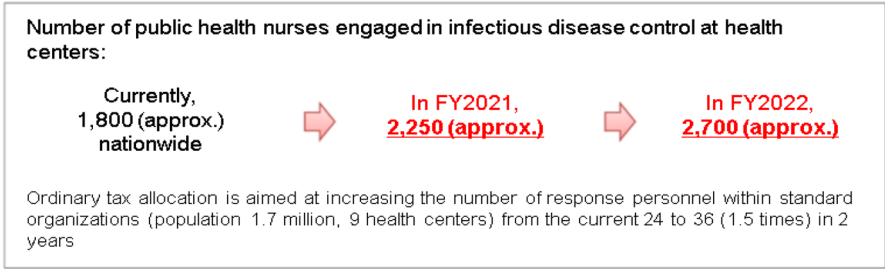 Number of public health nurses engaged in infectious disease control at health
centers:
Currently,
1,800 (approx.)
nationwide
In FY2021,
2,250 (approx.)
In FY2022,
2,700 (approx.)
Ordinary tax allocation is aimed at increasing the number of response personnel within standard
organizations (population 1.7 million, 9 health centers) from the current 24 to 36 (1.5 times) in 2
years